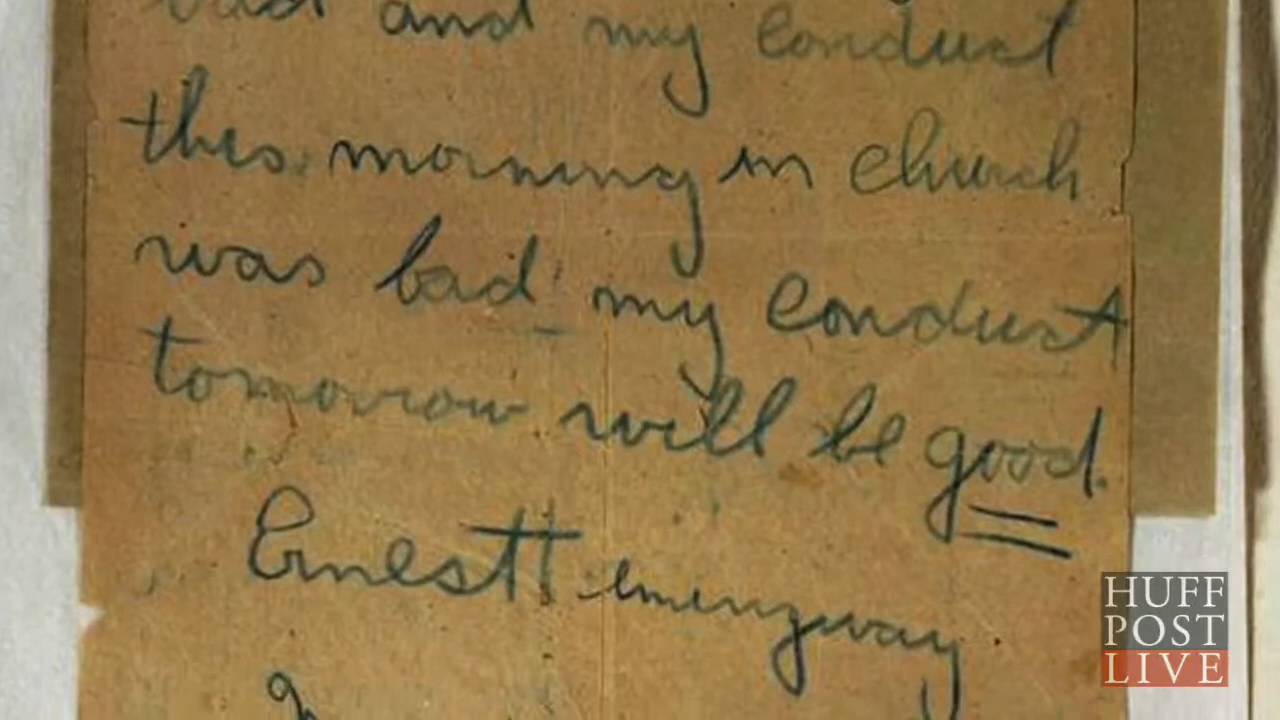 bad and my conduct
this morning in church
was bad my conduct
tomorrow will be good.
Ernest Hemingway
HUFF
POST
LIVE